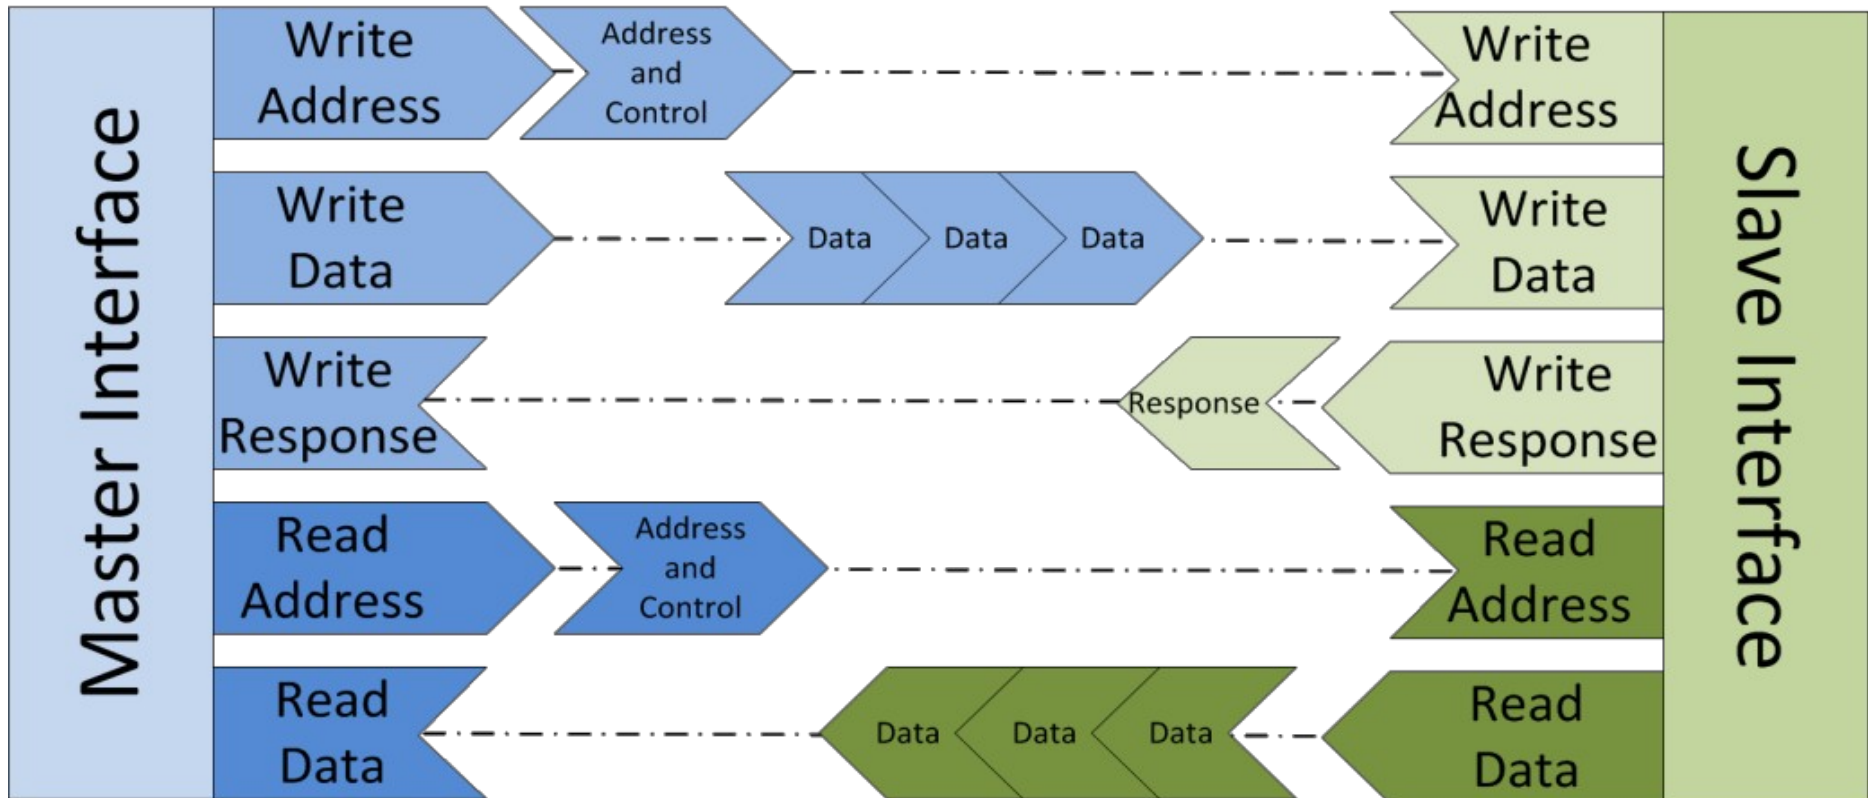 Master Interface
Write
Address
Address
and
Control
Write
Address
Write
Data
Data Data Data
Write
Data
Write
Response
Response
Write
Response
Read
Address
Address
and
Control
Read
Address
Read
Data
Data Data Data
Read
Data
Slave Interface